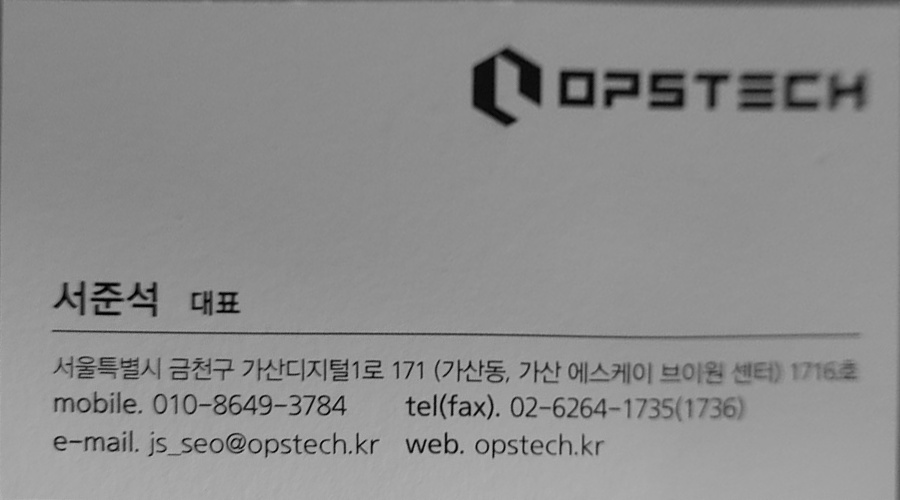 OPSTECH
서준석 대표
서울특별시 금천구 가산디지털1로 171 (가산동, 가산 에스케이 브이원 센터) 1716호
mobile. 010-8649-3784 tel(fax). 02-6264-1735(1736)
e-mail. js_seo@opstech.kr web. opstech.kr